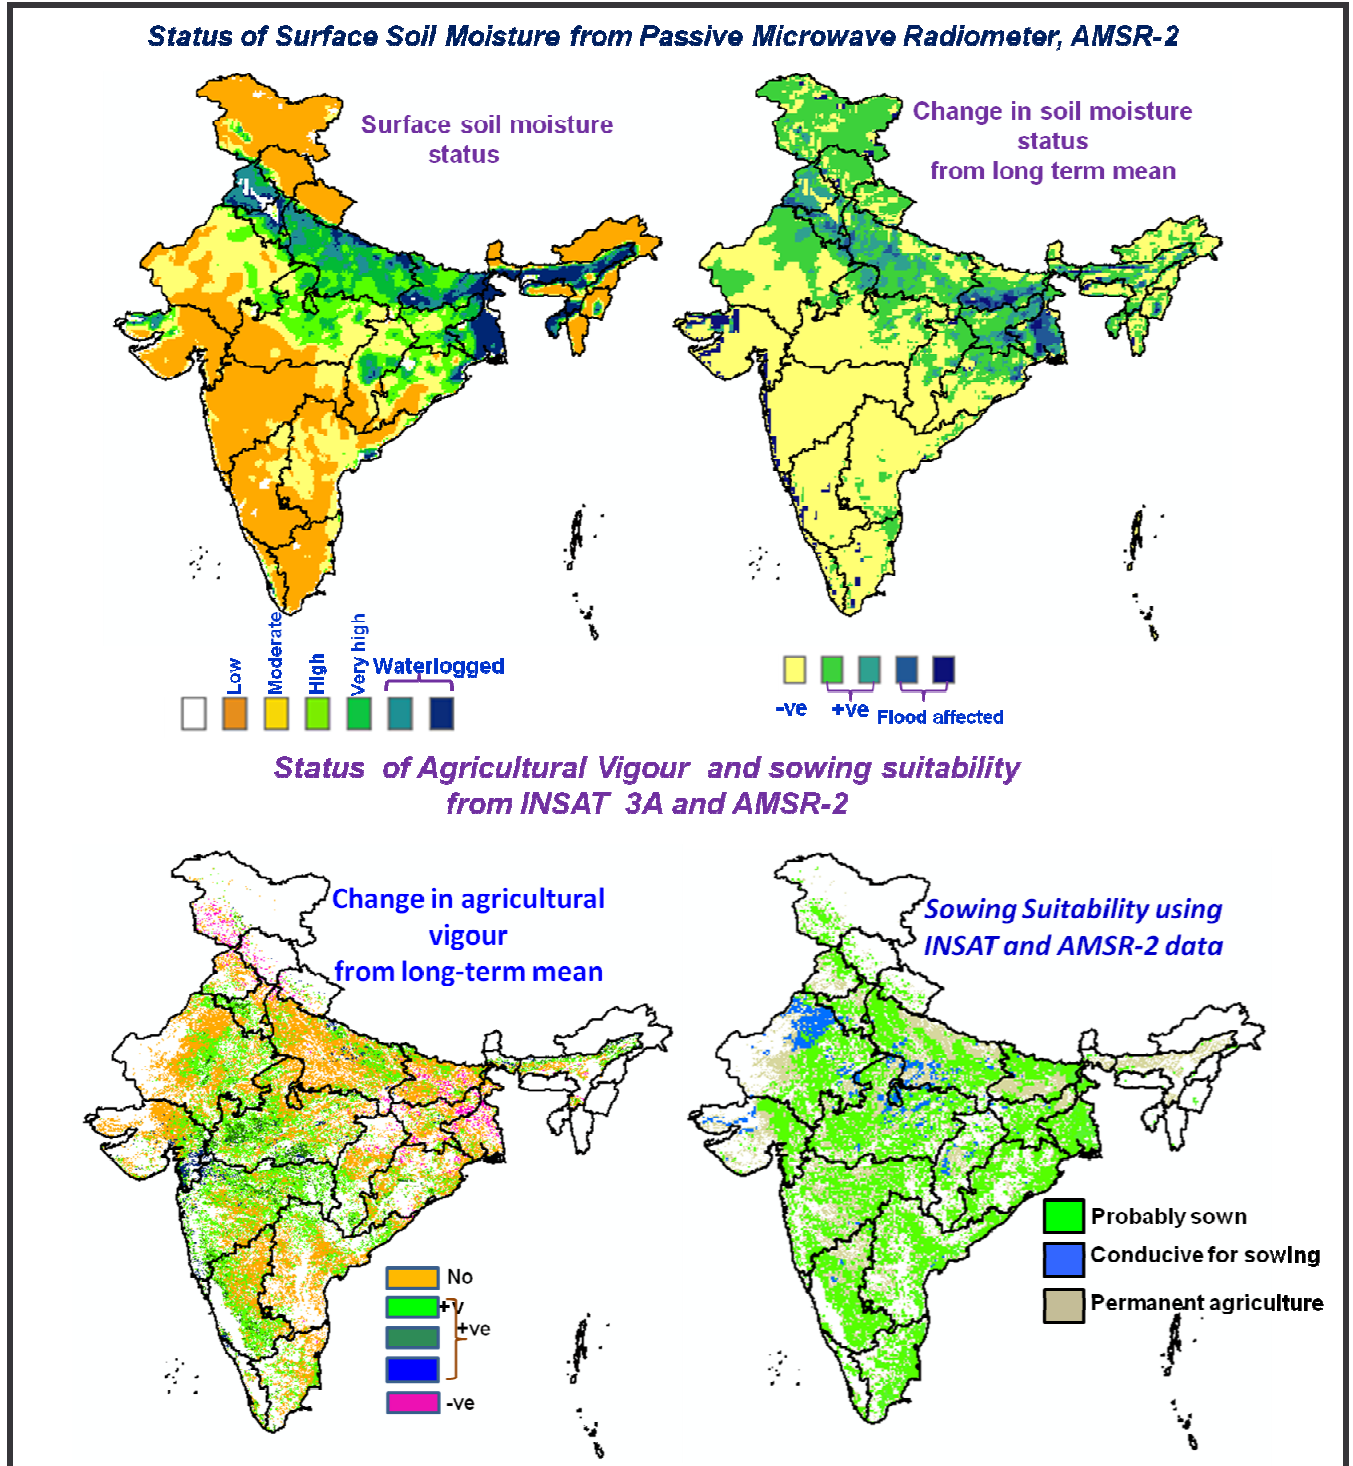 Status of Surface Soil Moisture from Passive Microwave Radiometer, AMSR-2
Surface soil moisture
status
Change in soil moisture
status
from long term mean
Low
Moderate
High
Very high
Waterlogged
-ve
+ve
Flood affected
Status of Agricultural Vigour and sowing suitability
from INSAT 3A and AMSR-2
Change in agricultural
vigour
from long-term mean
Sowing Suitability using
INSAT and AMSR-2 data
No
+v
+ve
-ve
Probably sown
Conducive for sowing
Permanent agriculture